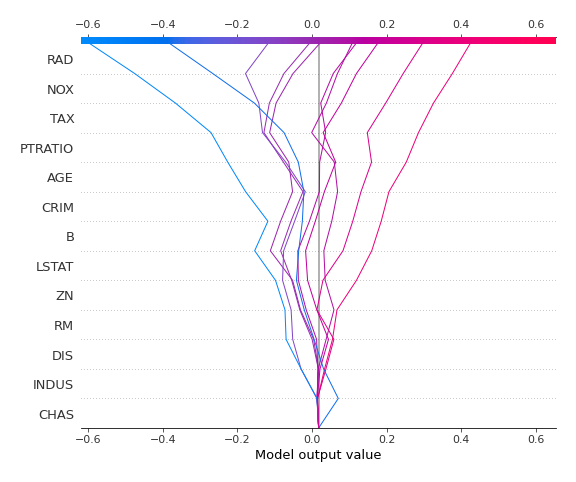 −0.6 −0.4 −0.2 0.0 0.2 0.4 0.6
RAD
NOX
TAX
PTRATIO
AGE
CRIM
B
LSTAT
ZN
RM
DIS
INDUS
CHAS
−0.6 −0.4 −0.2 0.0 0.2 0.4 0.6
Model output value